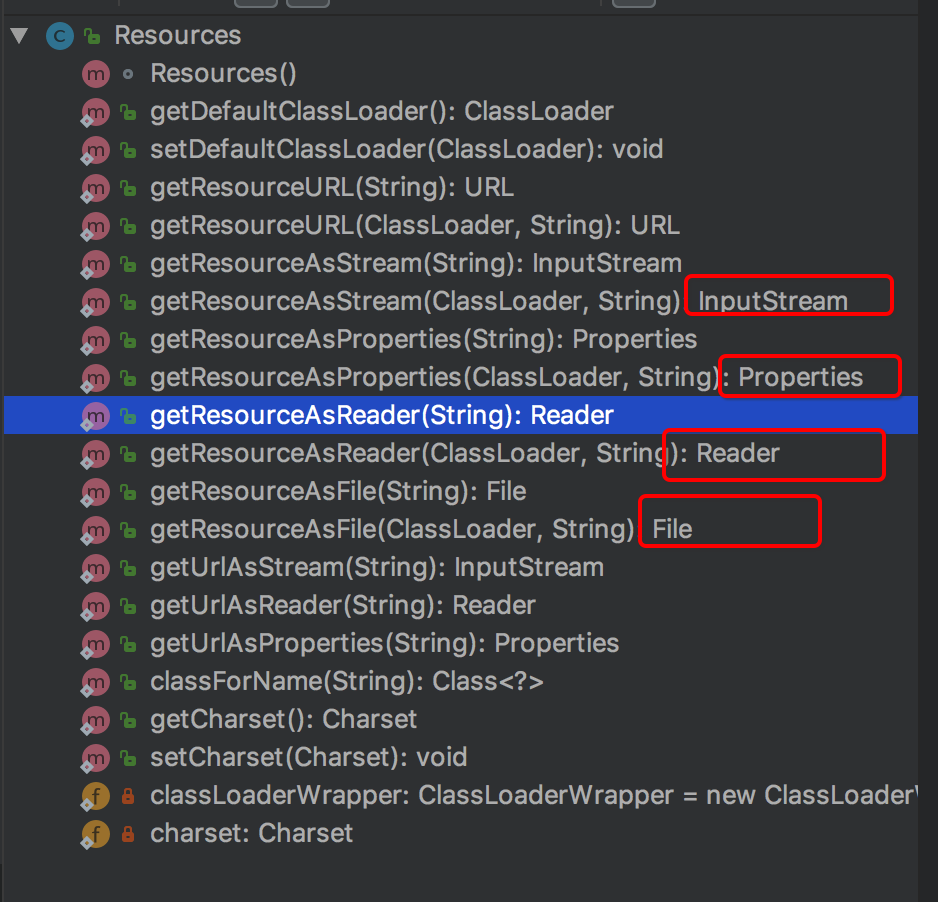 Resources
Resources()
getDefaultClassLoader(): ClassLoader
setDefaultClassLoader(ClassLoader): void
getResourceURL(String): URL
getResourceURL(ClassLoader, String): URL
getResourceAsStream(String): InputStream
getResourceAsStream(ClassLoader, String) InputStream
getResourceAsProperties(String): Properties
getResourceAsProperties(ClassLoader, String): Properties
getResourceAsReader(String): Reader
getResourceAsReader(ClassLoader, String): Reader
getResourceAsFile(String): File
getResourceAsFile(ClassLoader, String) File
getUrlAsStream(String): InputStream
getUrlAsReader(String): Reader
getUrlAsProperties(String): Properties
classForName(String): Class<?>
getCharset(): Charset
setCharset(Charset): void
classLoaderWrapper: ClassLoaderWrapper = new ClassLoader
charset: Charset